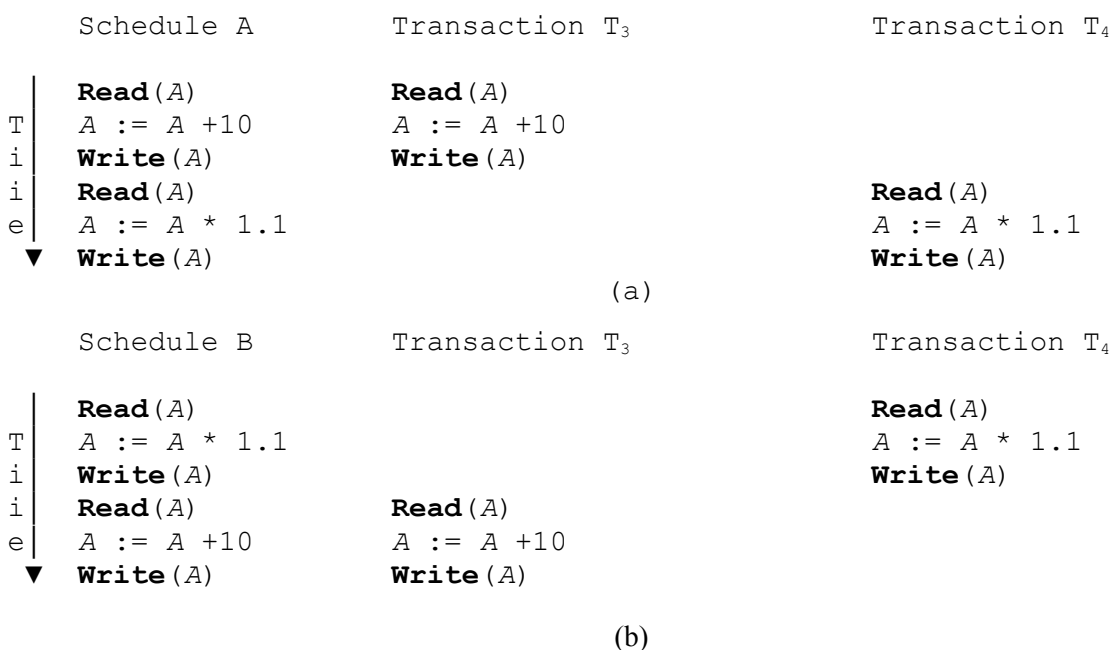 Schedule A Transaction T₃ Transaction T₄
Read(A) Read(A)
T A := A +10 A := A +10
i Write(A) Write(A)
i Read(A) Read(A)
e A := A * 1.1 A := A * 1.1
▼ Write(A) Write(A)
(a)
Schedule B Transaction T₃ Transaction T₄
Read(A) Read(A)
T A := A * 1.1 A := A * 1.1
i Write(A) Write(A)
i Read(A) Read(A)
e A := A +10 A := A +10
▼ Write(A) Write(A)
(b)